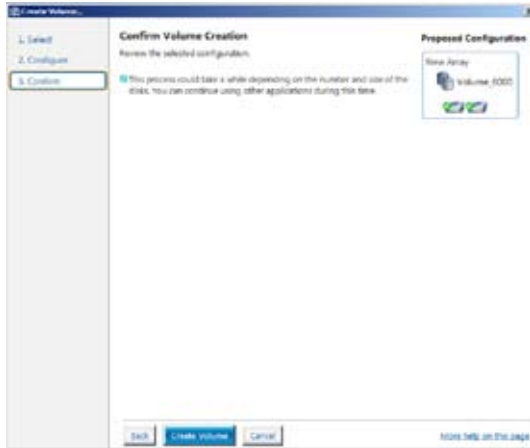 Create Volume...
1. Select
2. Configure
3. Confirm
Confirm Volume Creation
Review the selected configuration.
This process could take a while depending on the number and size of the
disks. You can continue using other applications during this time.
Proposed Configuration
New Array
Volume_0000
Back
Create Volume
Cancel
More help on this page